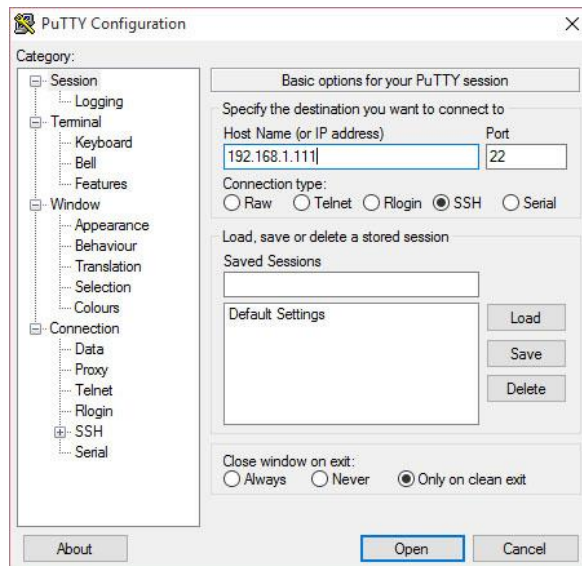 PuTTY Configuration
Category:
Session
Logging
Terminal
Keyboard
Bell
Features
Window
Appearance
Behaviour
Translation
Selection
Colours
Connection
Data
Proxy
Telnet
Rlogin
SSH
Serial
Basic options for your PuTTY session
Specify the destination you want to connect to
Host Name (or IP address) Port
192.168.1.111 22
Connection type:
Raw Telnet Rlogin SSH Serial
Load, save or delete a stored session
Saved Sessions
Default Settings
Load
Save
Delete
Close window on exit:
Always Never Only on clean exit
About Open Cancel